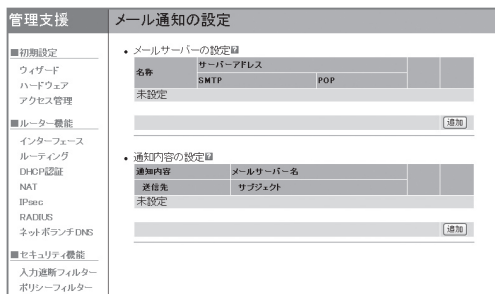 管理支援
メール通知の設定
■初期設定
ウィザード
ハードウェア
アクセス管理
■ルーター機能
インターフェース
ルーティング
DHCP認証
NAT
IPsec
RADIUS
ネットボランチDNS
■セキュリティ機能
入力遮断フィルター
ポリシーフィルター
• メールサーバーの設定?
名称 サーバーアドレス
SMTP POP
未設定
追加
• 通知内容の設定?
通知内容 メールサーバー名
送信先 サブジェクト
未設定
追加